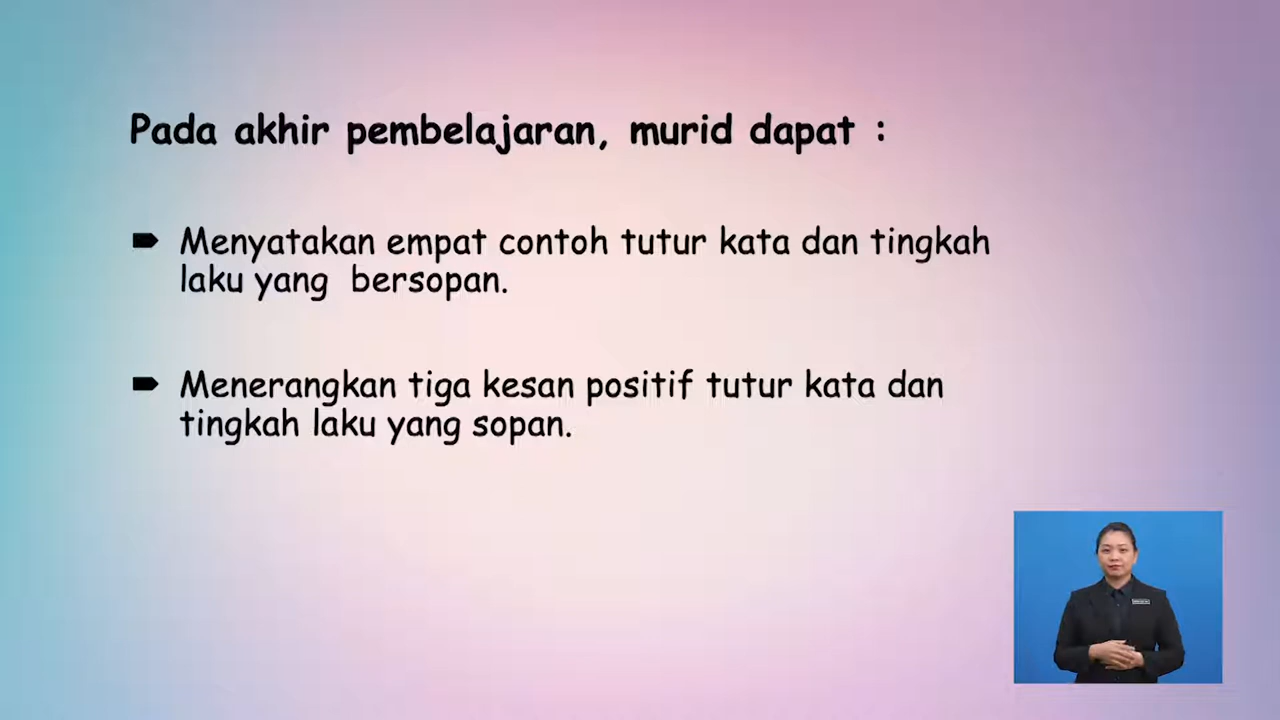 Pada akhir pembelajaran, murid dapat :
Menyatakan empat contoh tutur kata dan tingkah
laku yang bersopan.
Menerangkan tiga kesan positif tutur kata dan
tingkah laku yang sopan.